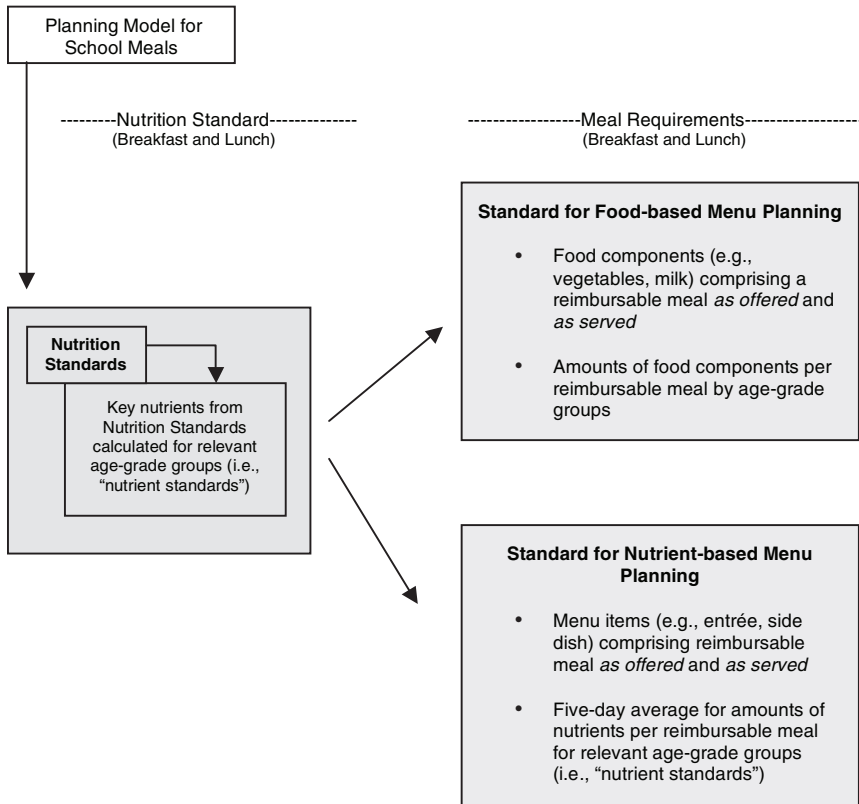 Planning Model for
School Meals
---------Nutrition Standard--------------
(Breakfast and Lunch)
------------------Meal Requirements------------------
(Breakfast and Lunch)
Nutrition
Standards
Key nutrients from
Nutrition Standards
calculated for relevant
age-grade groups (i.e.,
“nutrient standards”)
Standard for Food-based Menu Planning
• Food components (e.g.,
vegetables, milk) comprising a
reimbursable meal as offered and
as served
• Amounts of food components per
reimbursable meal by age-grade
groups
Standard for Nutrient-based Menu
Planning
• Menu items (e.g., entrée, side
dish) comprising reimbursable
meal as offered and as served
• Five-day average for amounts of
nutrients per reimbursable meal
for relevant age-grade groups
(i.e., “nutrient standards”)